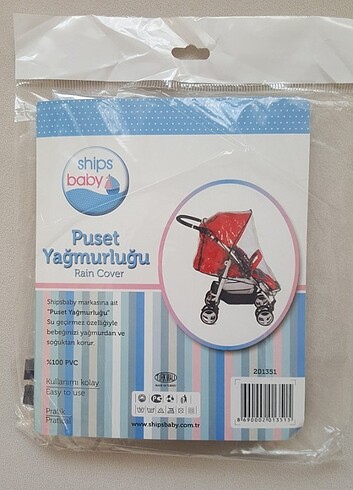 ships
baby
Puset
Yağmurluğu
Rain Cover
Shipsbaby markasına ait
"Puset Yağmurluğu"
Su geçirmez özelliğiyle
bebeğinizi yağmurdan ve
soğuktan korur.
%100 PVC
Kullanımı kolay
Easy to use
Pratik
Practical
201351
www.shipsbaby.com.tr